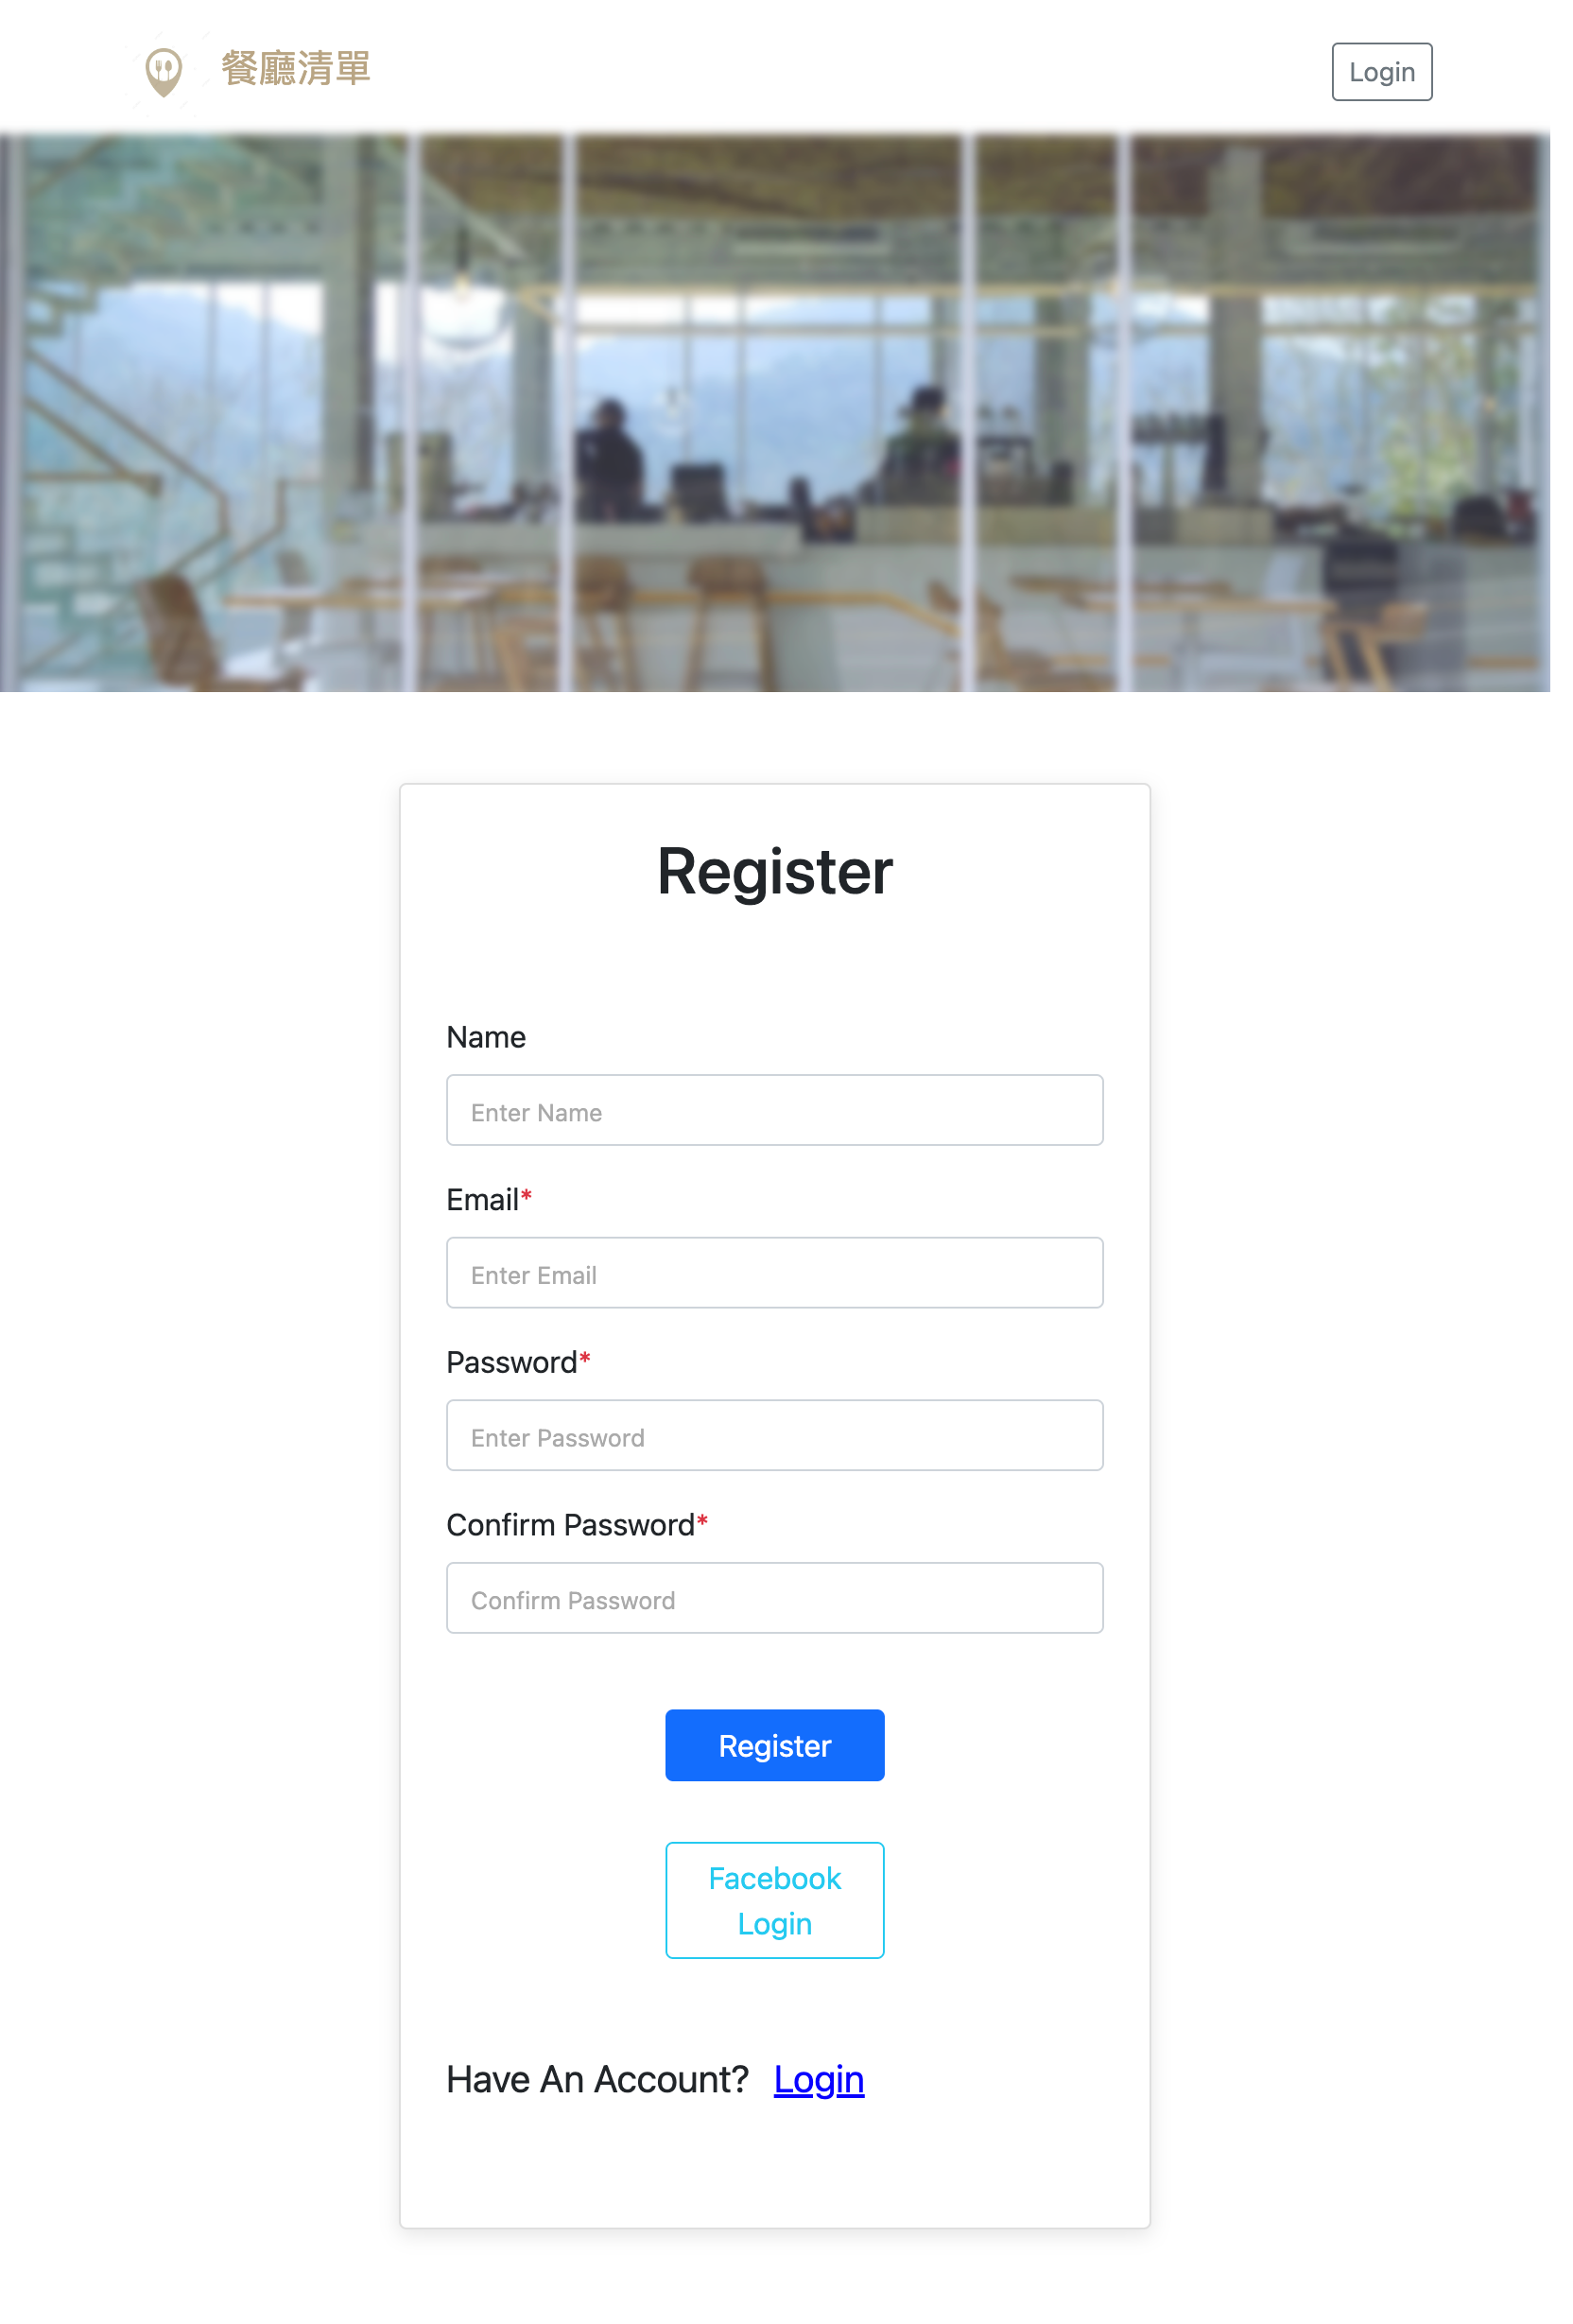 餐廳清單
Login
Register
Name
Enter Name
Email*
Enter Email
Password*
Enter Password
Confirm Password*
Confirm Password
Register
Facebook
Login
Have An Account? Login